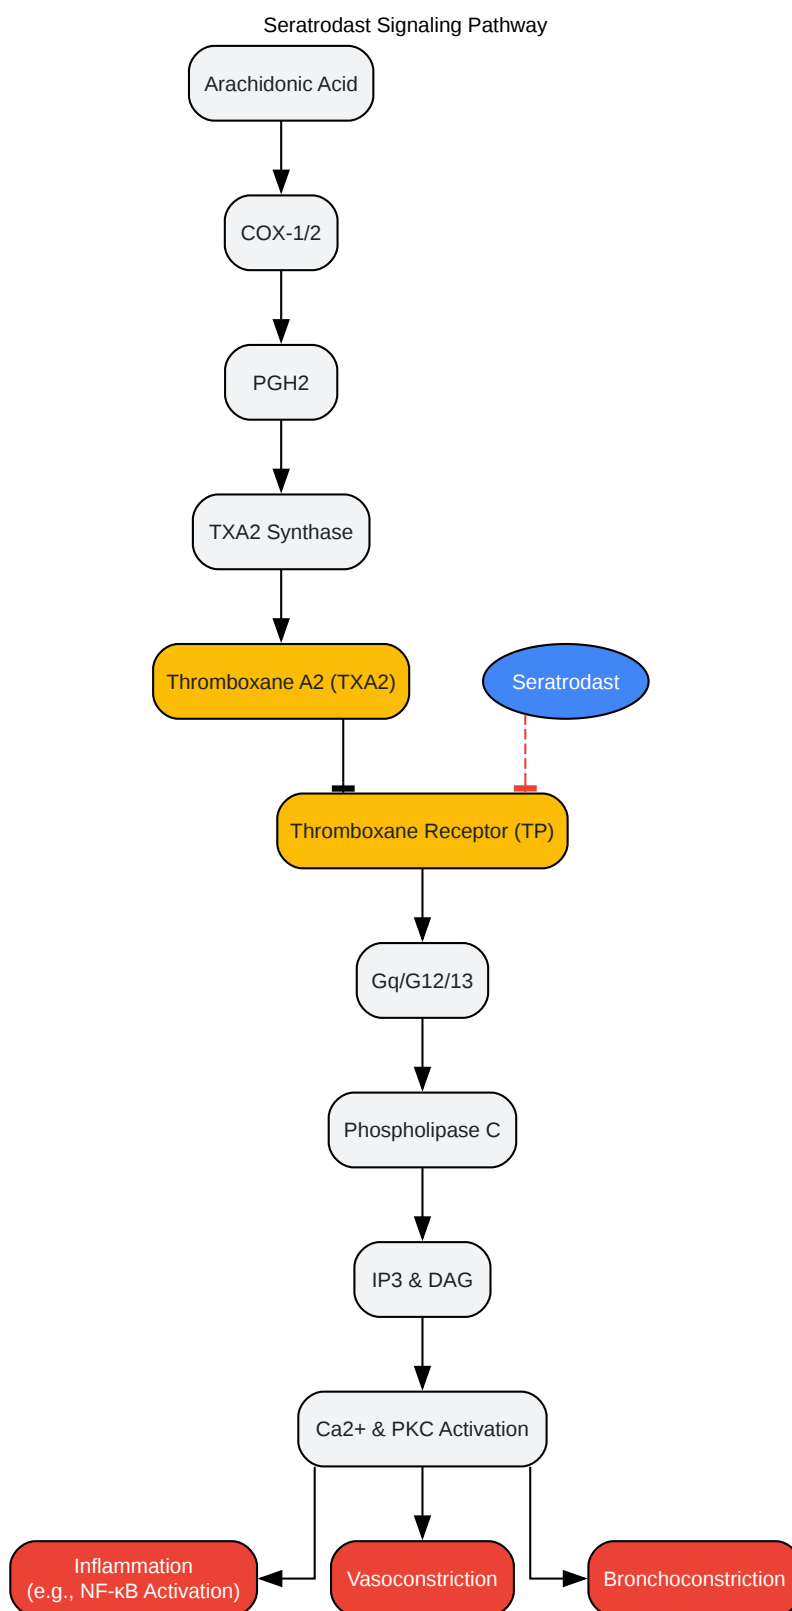 Seratrodast Signaling Pathway
Arachidonic Acid
COX-1/2
PGH2
TXA2 Synthase
Thromboxane A2 (TXA2)
Seratrodast
Thromboxane Receptor (TP)
Gq/G12/13
Phospholipase C
IP3 & DAG
Ca2+ & PKC Activation
Inflammation
(e.g., NF-κB Activation)
Vasoconstriction
Bronchoconstriction